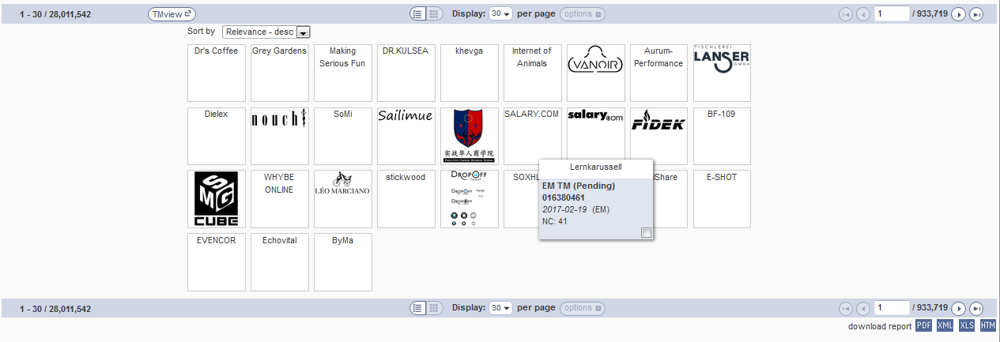 1 - 30 / 28,011,542 TMview Display: 30 per page options 1 / 933,719
Sort by Relevance - desc
Dr's Coffee
Grey Gardens
Making
Serious Fun
DR.KULSEA
khevga
Internet of
Animals
VANOIR
Aurum-
Performance
TISCHLEREI
LANSER
GMBH
Dielex
nouchi
SoMi
Sailimue
实战华人商学院
EXECUTIVE CHINESE BUSINESS SCHOOL
SALARY.COM
salary.com
FIDEK
BF-109
SMG
CUBE
WHYBE
ONLINE
LÉO MARCIANO
stickwood
DROPOFF
DROPOFF
DROPOFF
SOXHL
Lernkarussell
EM TM (Pending)
016380461
2017-02-19 (EM)
NC: 41
iShare
E-SHOT
EVENCOR
Echovital
ByMa
1 - 30 / 28,011,542 Display: 30 per page options 1 / 933,719
download report PDF XML XLS HTM